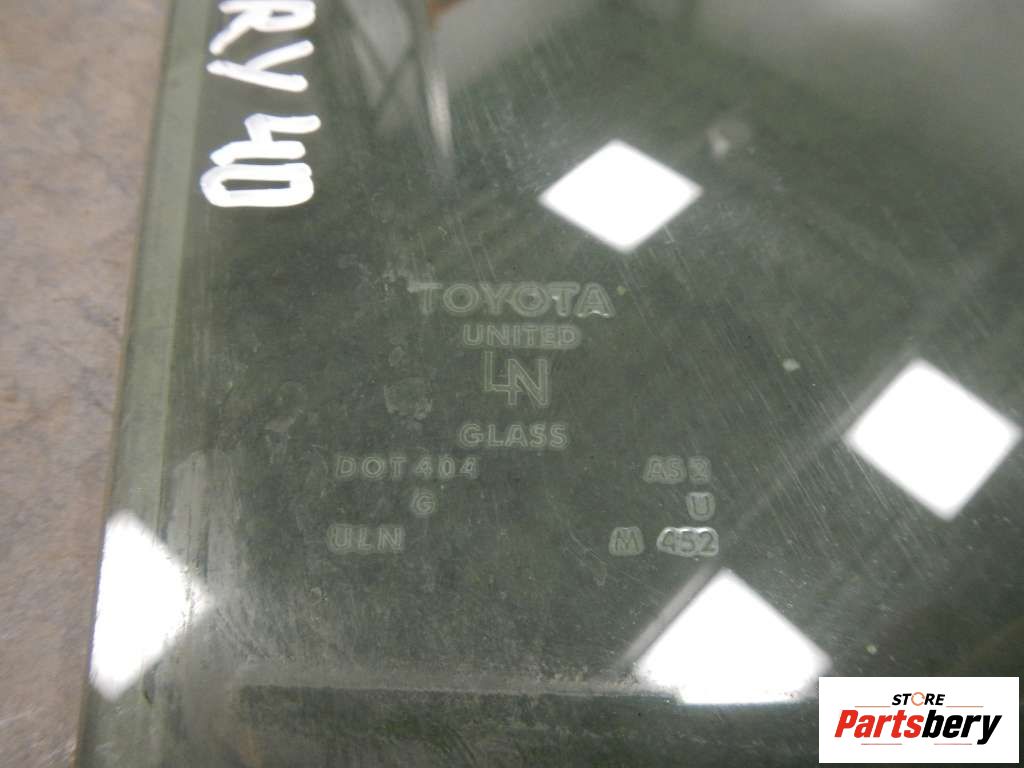 RY 40
TOYOTA
UNITED
LN
GLASS
DOT 404 AS 2
G U
ULN M 452
STORE
Partsbery